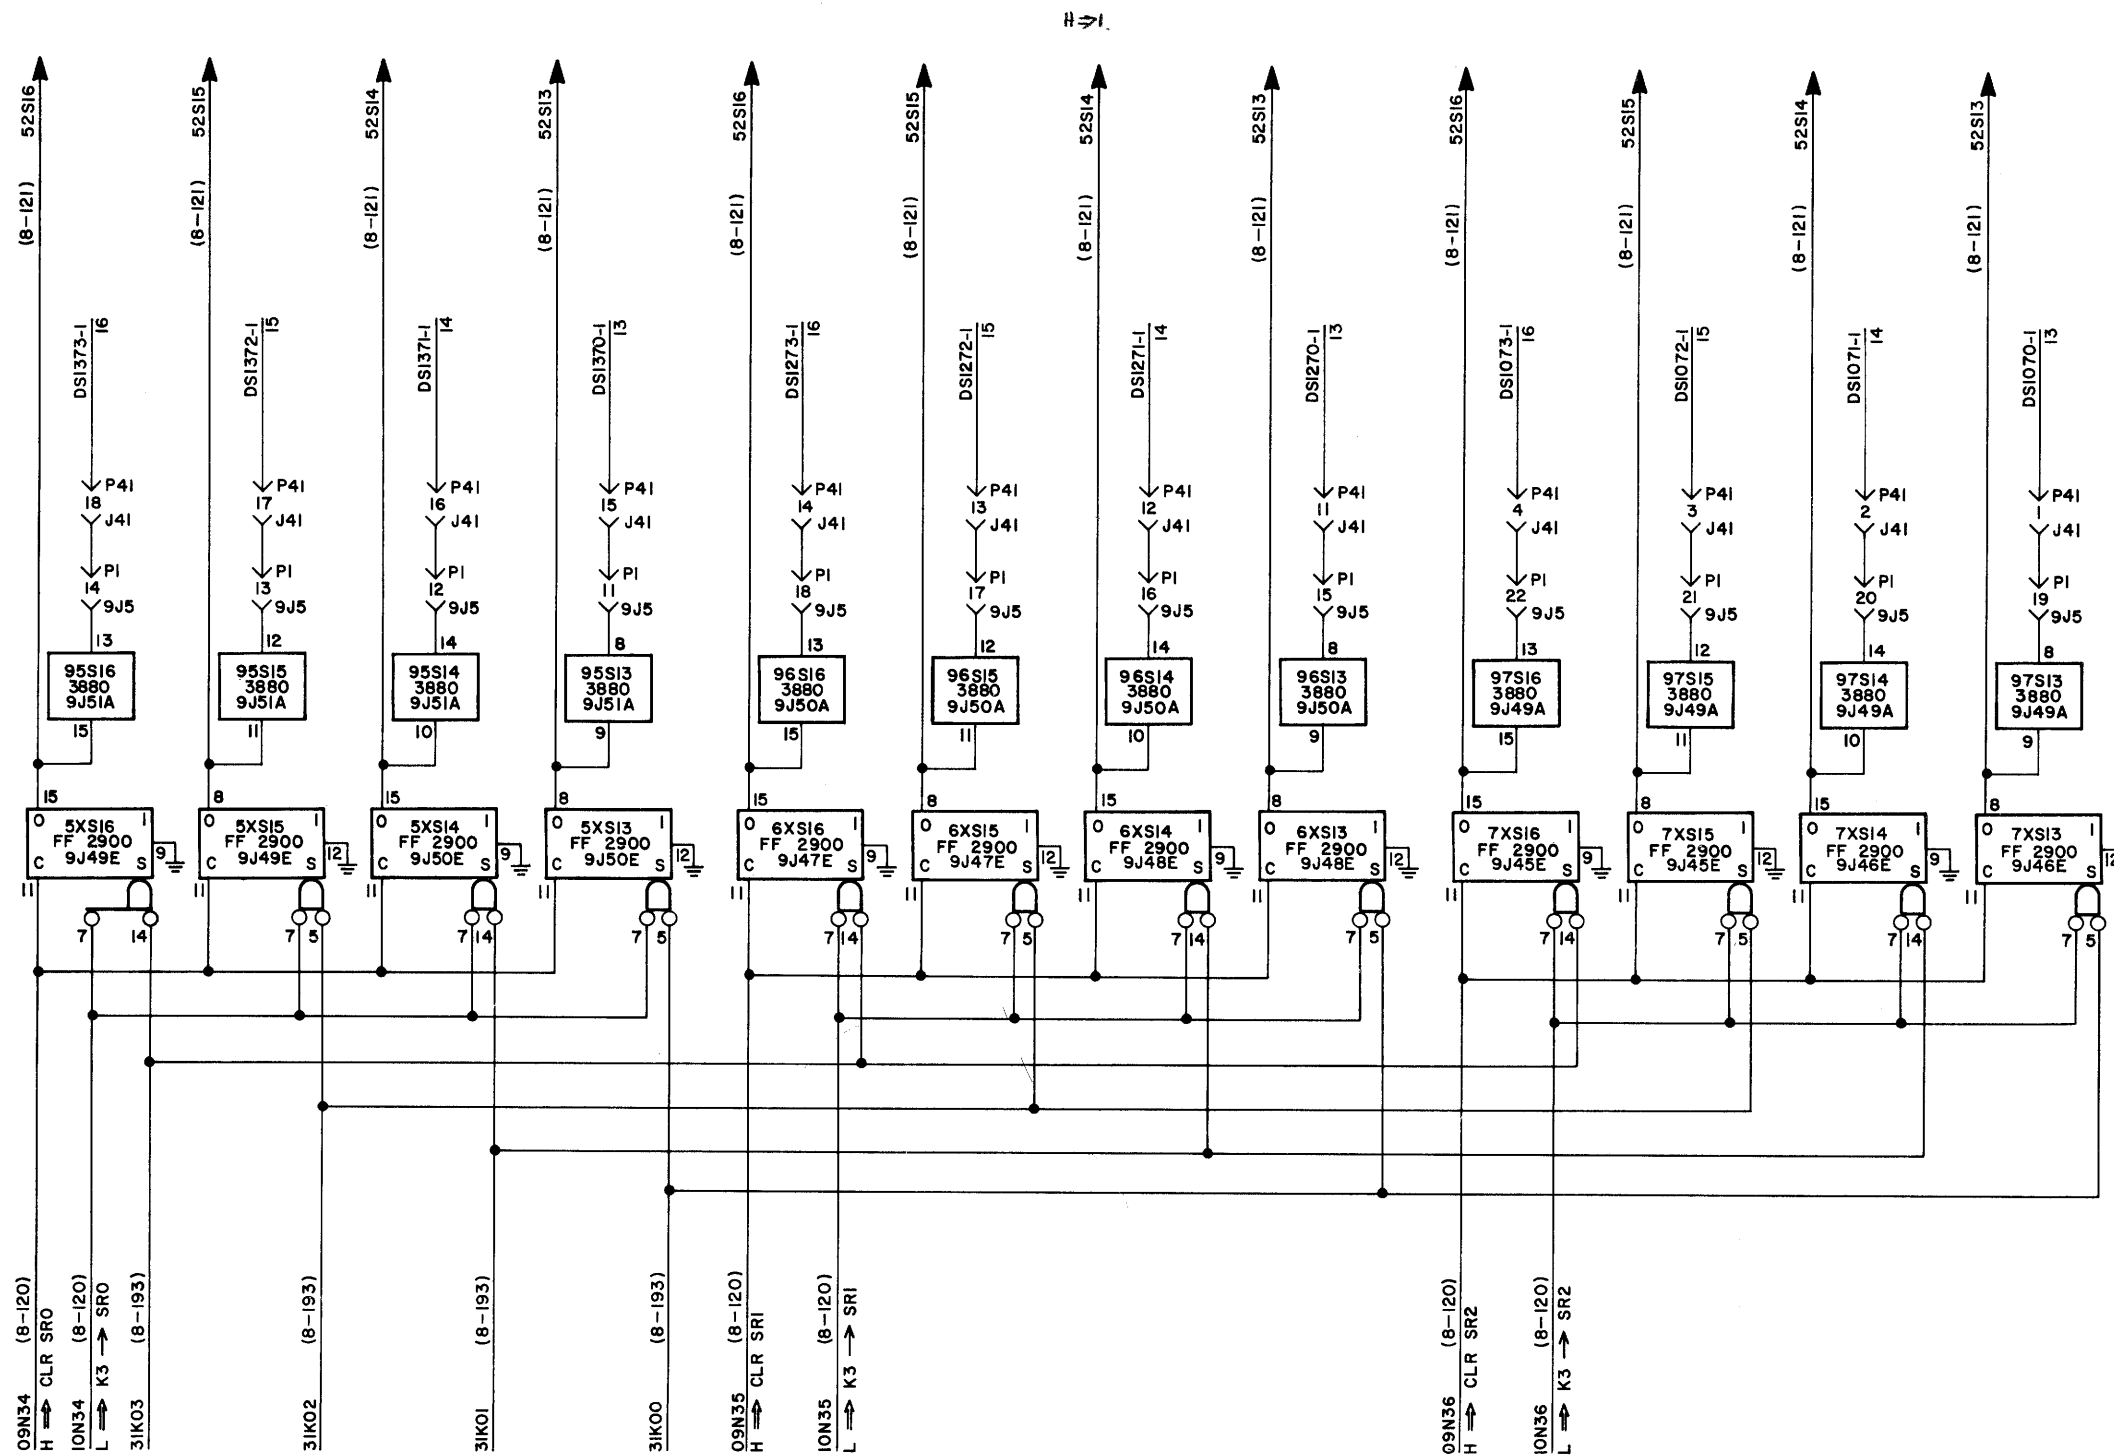 H⇒1
52S16 52S15 52S14 52S13 52S16 52S15 52S14 52S13 52S16 52S15 52S14 52S13
(8-121) (8-121) (8-121) (8-121) (8-121) (8-121) (8-121) (8-121) (8-121) (8-121) (8-121) (8-121)
DS1373-1 DS1372-1 DS1371-1 DS1370-1 DS1273-1 DS1272-1 DS1271-1 DS1270-1 DS1073-1 DS1072-1 DS1071-1 DS1070-1
16 15 14 13 16 15 14 13 16 15 14 13
P41 P41 P41 P41 P41 P41 P41 P41 P41 P41 P41 P41
18 17 16 15 14 13 12 11 4 3 2 1
J41 J41 J41 J41 J41 J41 J41 J41 J41 J41 J41 J41
P1 P1 P1 P1 P1 P1 P1 P1 P1 P1 P1 P1
14 13 12 11 18 17 16 15 22 21 20 19
9J5 9J5 9J5 9J5 9J5 9J5 9J5 9J5 9J5 9J5 9J5 9J5
13 12 14 8 13 12 14 8 13 12 14 8
95S16 95S15 95S14 95S13 96S16 96S15 96S14 96S13 97S16 97S15 97S14 97S13
3880 3880 3880 3880 3880 3880 3880 3880 3880 3880 3880 3880
9J51A 9J51A 9J51A 9J51A 9J50A 9J50A 9J50A 9J50A 9J49A 9J49A 9J49A 9J49A
15 11 10 9 15 11 10 9 15 11 10 9
15 8 15 8 15 8 15 8 15 8 15 8
0 5XS16 1 0 5XS15 1 0 5XS14 1 0 5XS13 1 0 6XS16 1 0 6XS15 1 0 6XS14 1 0 6XS13 1 0 7XS16 1 0 7XS15 1 0 7XS14 1 0 7XS13 1
FF 2900 FF 2900 FF 2900 FF 2900 FF 2900 FF 2900 FF 2900 FF 2900 FF 2900 FF 2900 FF 2900 FF 2900
C 9J49E S 9 C 9J49E S 12 C 9J50E S 9 C 9J50E S 12 C 9J47E S 9 C 9J47E S 12 C 9J48E S 9 C 9J48E S 12 C 9J45E S 9 C 9J45E S 12 C 9J46E S 9 C 9J46E S 12
11 11 11 11 11 11 11 11 11 11 11 11
7 14 7 5 7 14 7 5 7 14 7 5 7 14 7 5 7 14 7 5 7 14 7 5
09N34 (8-120)
H ⇒ CLR SR0
10N34 (8-120)
L ⇒ K3 → SR0
31K03 (8-193)
31K02 (8-193)
31K01 (8-193)
31K00 (8-193)
09N35 (8-120)
H ⇒ CLR SR1
10N35 (8-120)
L ⇒ K3 → SR1
09N36 (8-120)
H ⇒ CLR SR2
10N36 (8-120)
L ⇒ K3 → SR2